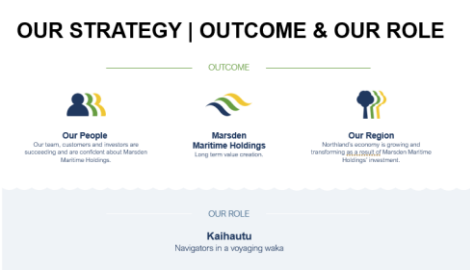 OUR STRATEGY | OUTCOME & OUR ROLE
OUTCOME
Our People
Our team, customers and investors are
succeeding and are confident about Marsden
Maritime Holdings.
Marsden
Maritime Holdings
Long term value creation.
Our Region
Northland's economy is growing and
transforming as a result of Marsden Maritime
Holdings' investment.
OUR ROLE
Kaihautu
Navigators in a voyaging waka